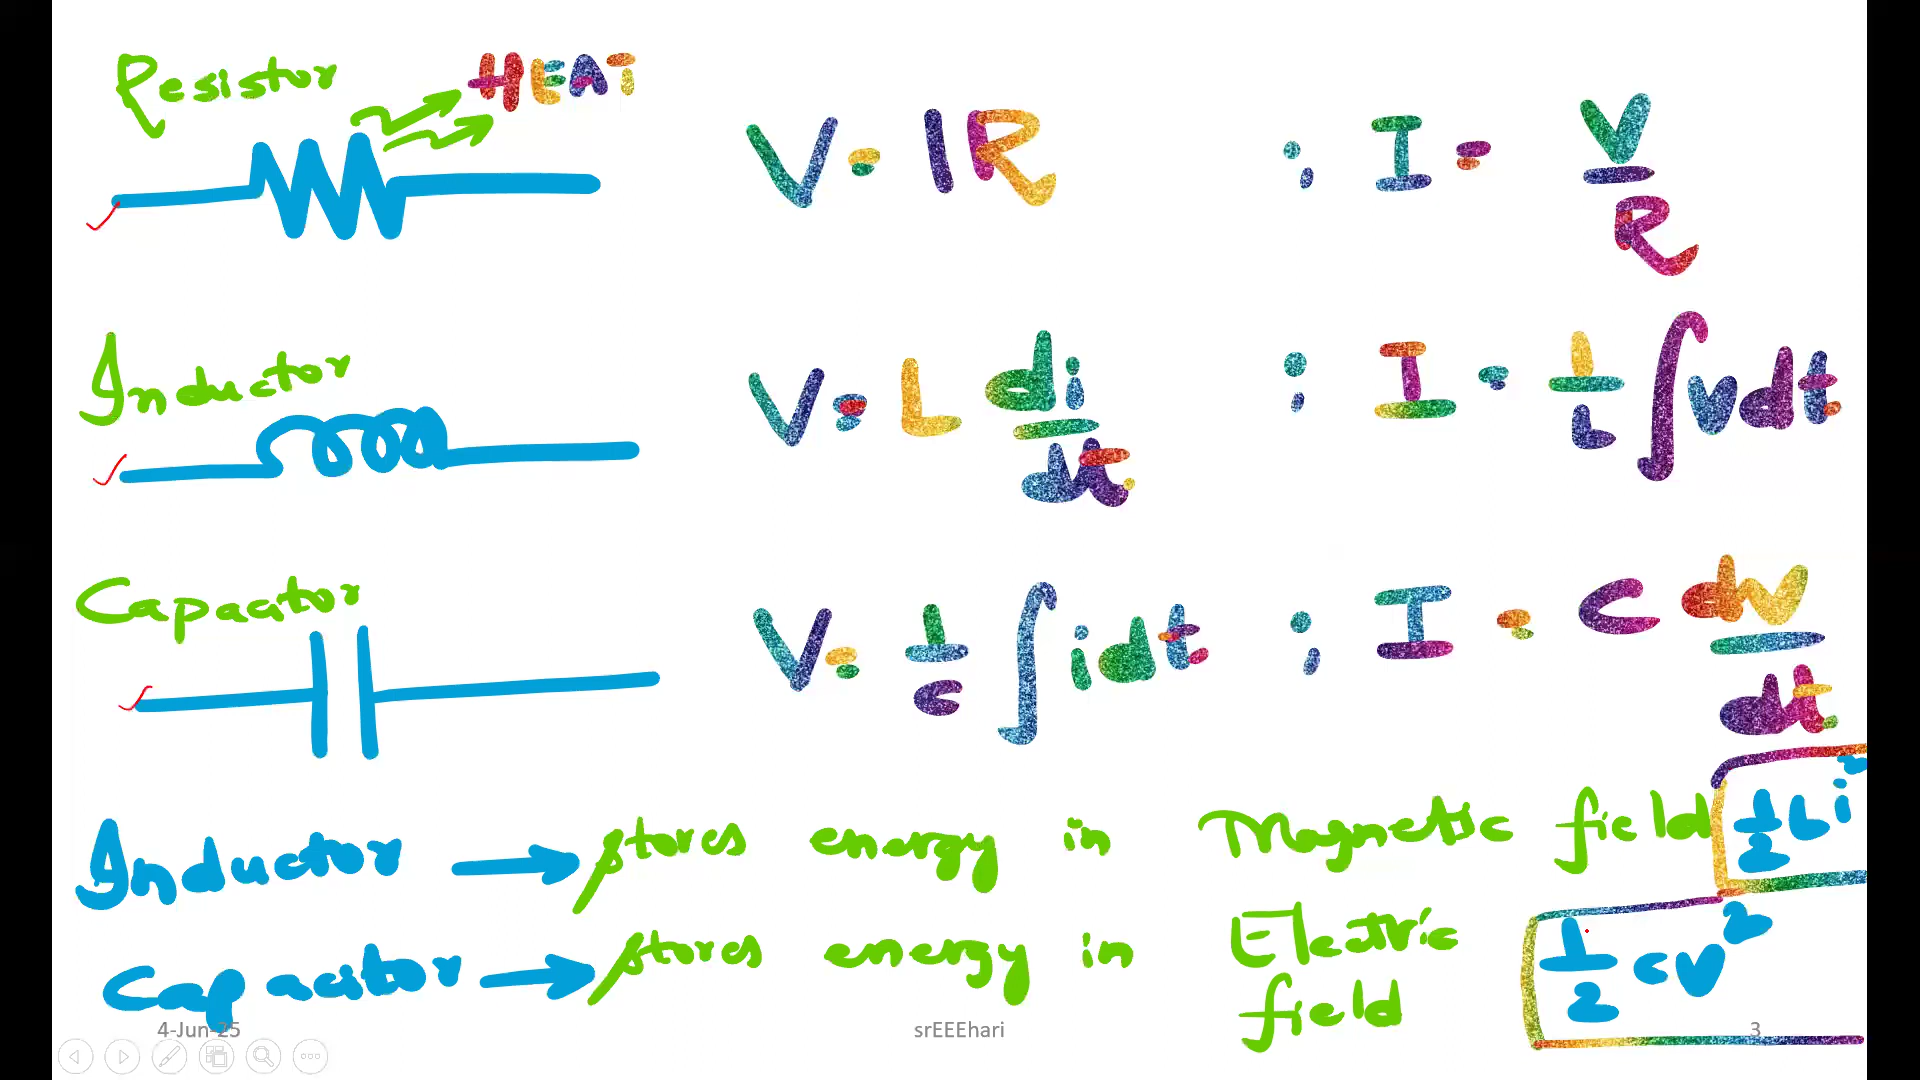 Resistor HEAT
V = IR ; I = V/R
Inductor
V = L di/dt ; I = 1/L ∫vdt
Capacitor
V = 1/C ∫idt ; I = C dv/dt
Inductor → stores energy in Magnetic field 1/2 Li²
Capacitor → stores energy in Electric field 1/2 CV²
4-Jun-25 srEEEhari 3